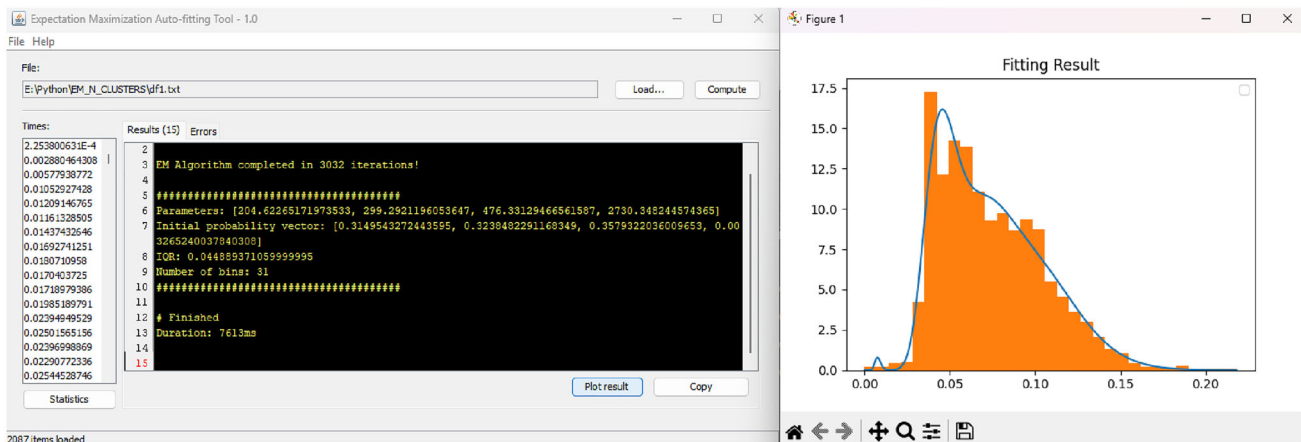 Expectation Maximization Auto-fitting Tool - 1.0
File Help
File:
E:\Python\EM_N_CLUSTERS\df1.txt
Load...
Compute
Times:
2.253800631E-4
0.002880464308
0.00577938772
0.01052927428
0.01209146765
0.01161328505
0.01437432646
0.01692741251
0.0180710958
0.0170403725
0.01718979386
0.01985189791
0.02394949529
0.02501565156
0.02396998869
0.02290772336
0.02544528746
Statistics
Results (15) Errors
2
3 EM Algorithm completed in 3032 iterations!
4
5 #######################################
6 Parameters: [204.62265171973533, 299.2921196053647, 476.33129466561587, 2730.348244574365]
7 Initial probability vector: [0.3149543272443595, 0.3238482291168349, 0.3579322036009653, 0.00
3265240037840308]
8 IQR: 0.044889371059999995
9 Number of bins: 31
10 #######################################
11
12 # Finished
13 Duration: 7613ms
14
15
Plot result
Copy
2087 items loaded
Figure 1
Fitting Result
17.5
15.0
12.5
10.0
7.5
5.0
2.5
0.0
0.00 0.05 0.10 0.15 0.20